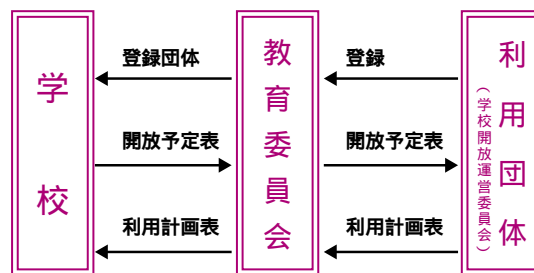 学校
登録団体
開放予定表
利用計画表
教育委員会
登録
開放予定表
利用計画表
利用団体
（学校開放運営委員会）